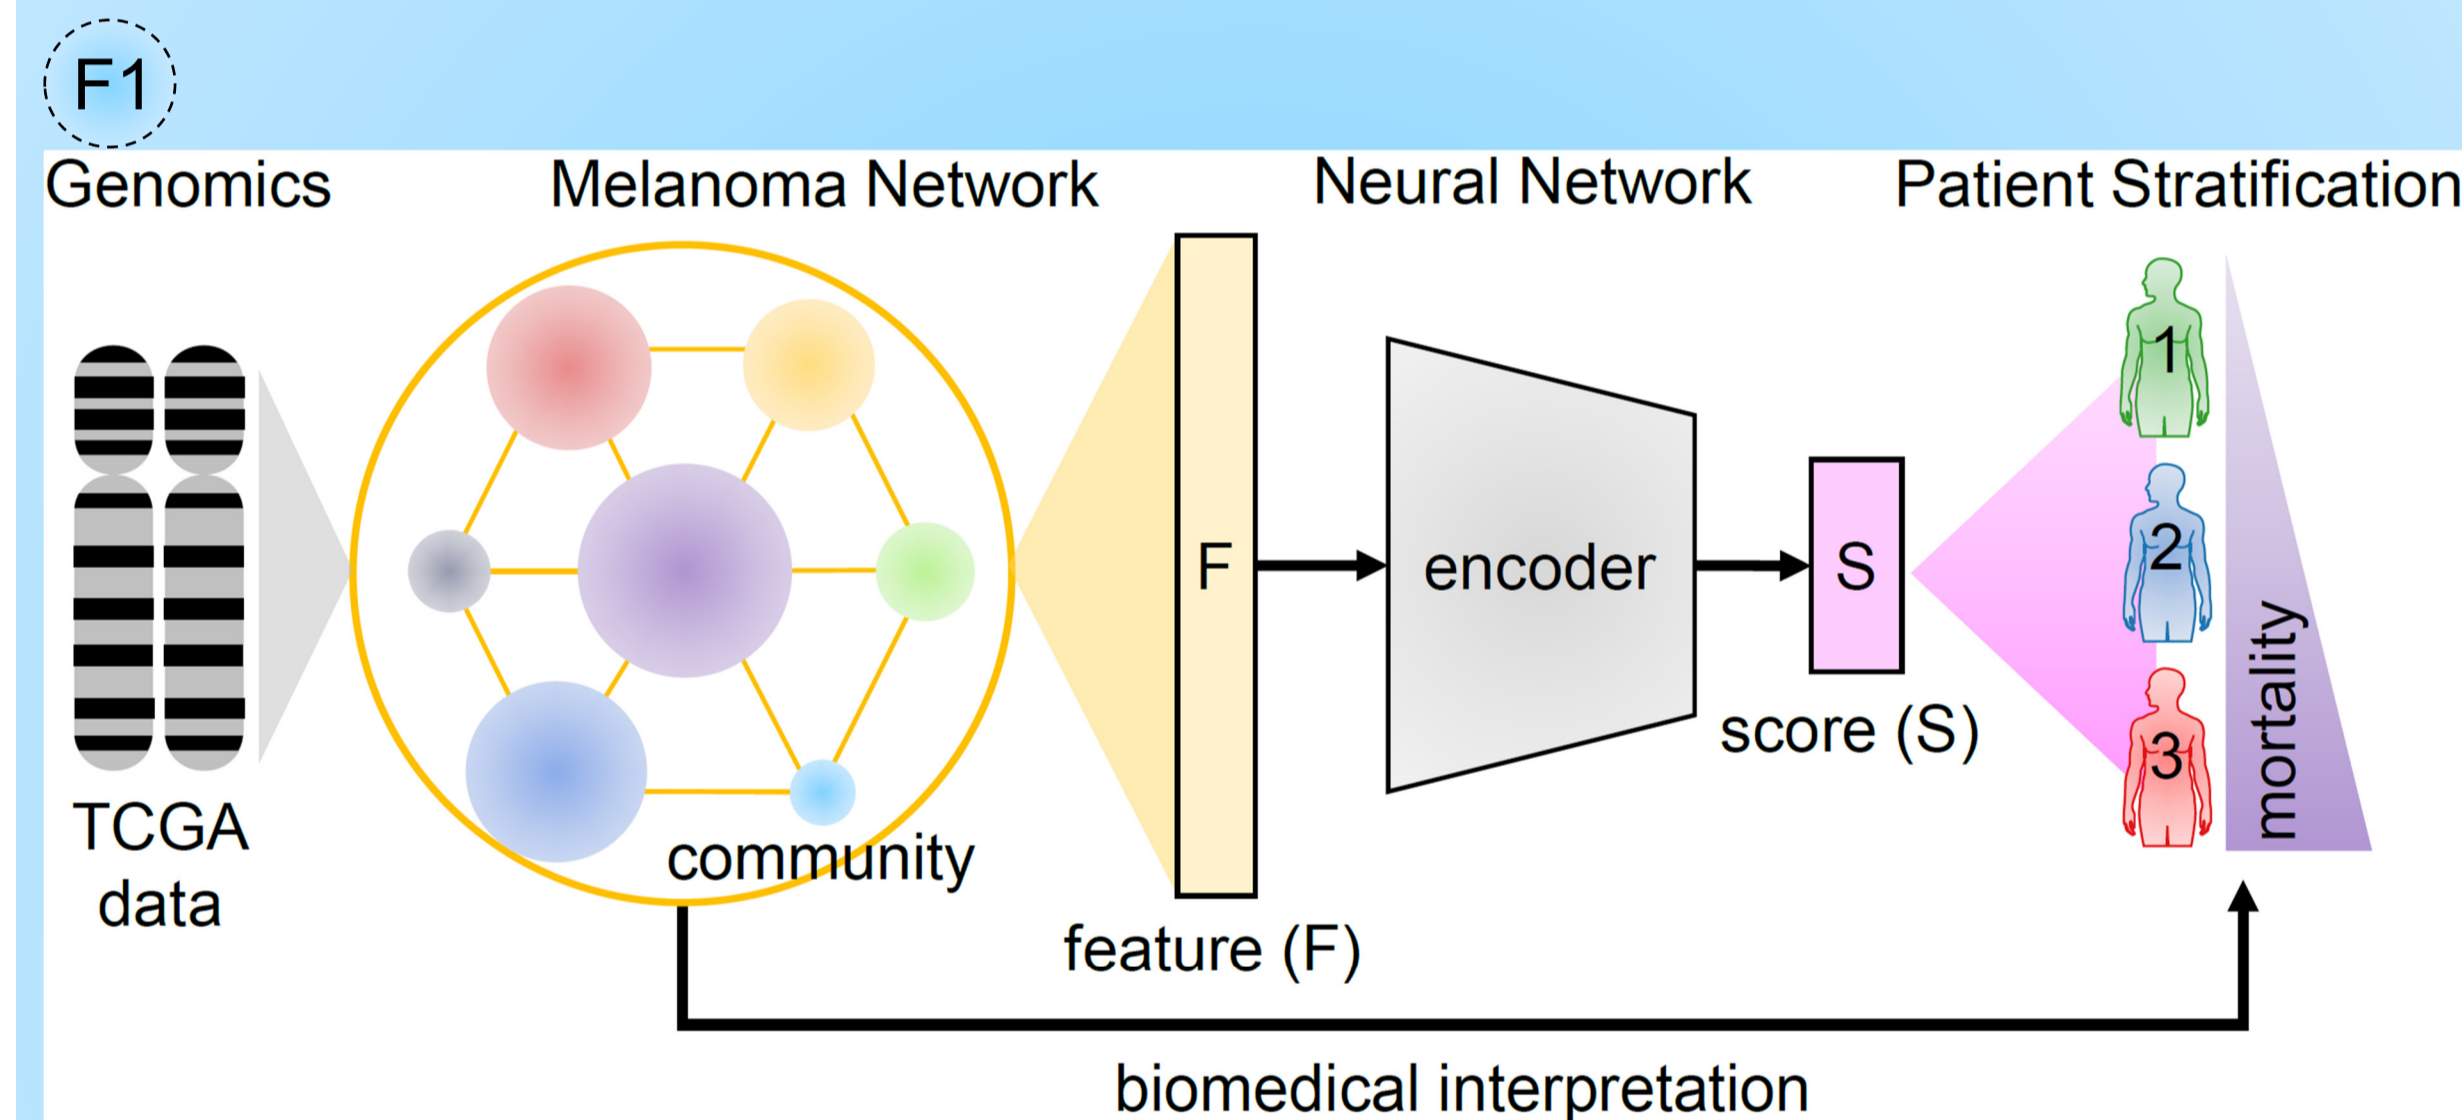 F1
Genomics
Melanoma Network
Neural Network
Patient Stratification
TCGA
data
community
F
feature (F)
encoder
S
score (S)
1
2
3
mortality
biomedical interpretation